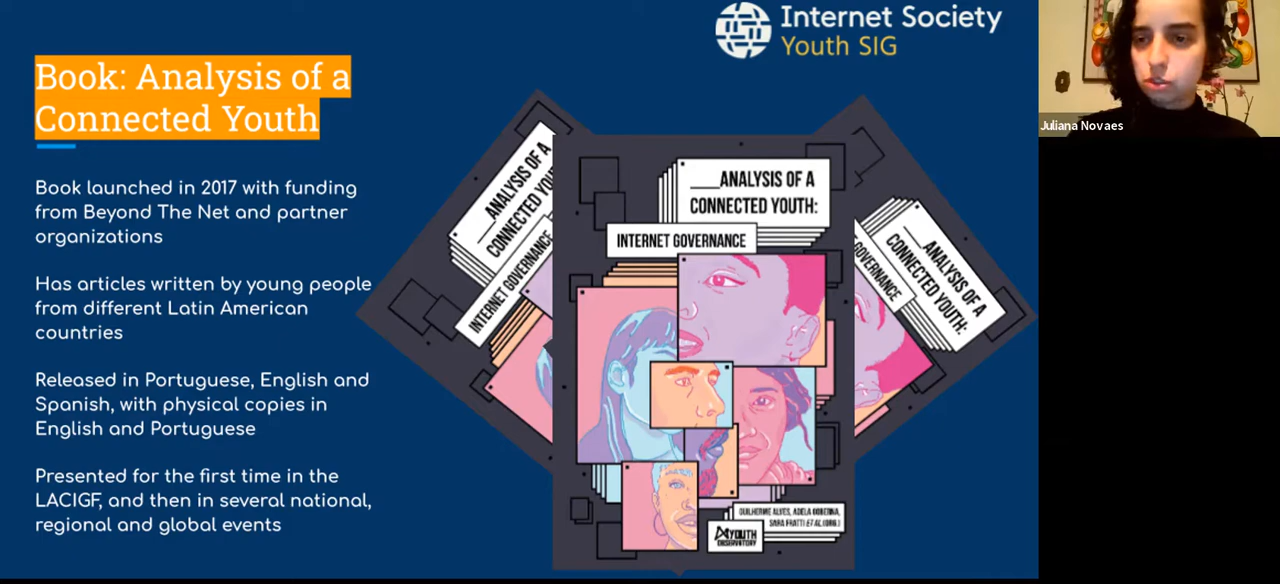 Internet Society
Youth SIG
Juliana Novaes
Book: Analysis of a
Connected Youth
Book launched in 2017 with funding
from Beyond The Net and partner
organizations
Has articles written by young people
from different Latin American
countries
Released in Portuguese, English and
Spanish, with physical copies in
English and Portuguese
Presented for the first time in the
LACIGF, and then in several national,
regional and global events
___ANALYSIS OF A
CONNECTED YOU
INTERNET GOVERNANCE
____ANALYSIS OF A
CONNECTED YOUTH:
INTERNET GOVERNANCE
GUILHERME ALVES, ADELA GOBERNA,
SARA FRATTI ET AL.(ORG.)
YOUTH
OBSERVATORY
___ANALYSIS OF A
CONNECTED YOUTH:
GOVERNANCE